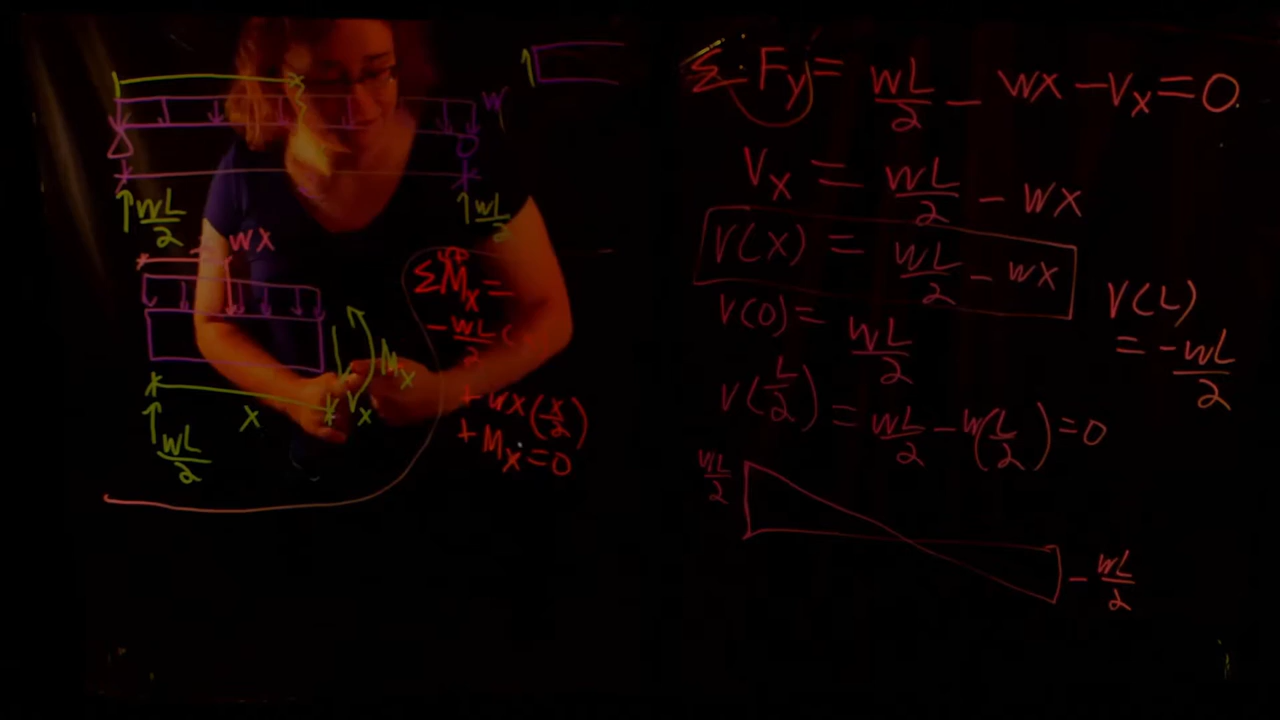 w
wL/2
wL/2
wx
x
wL/2
Vx
Mx
ΣMx =
- wL/2 (
+ wx(x/2)
+ Mx = 0
ΣFy = wL/2 - wx - Vx = 0
Vx = wL/2 - wx
V(x) = wL/2 - wx
V(0) = wL/2
V(L/2) = wL/2 - w(L/2) = 0
V(L)
= -wL/2
wL/2
- wL/2